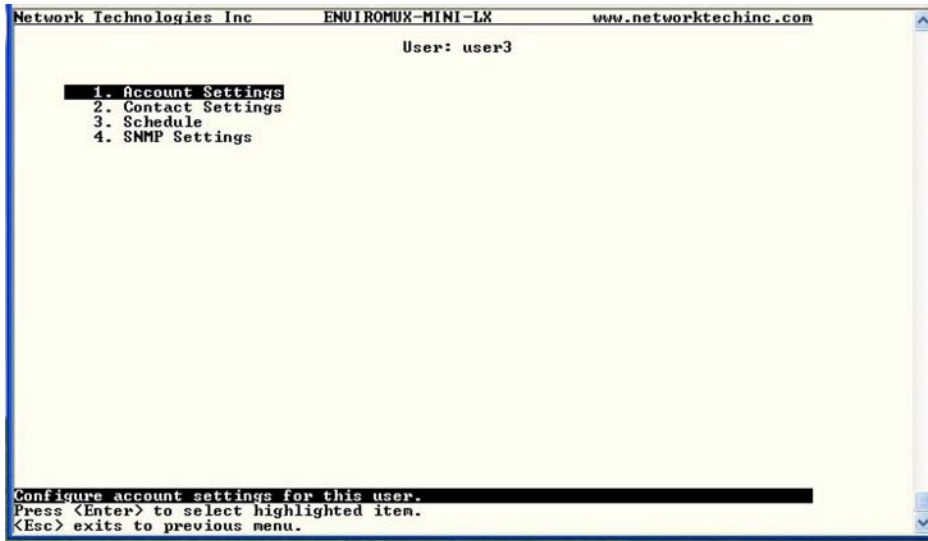 Network Technologies Inc ENVIROMUX-MINI-LX www.networktechinc.com
User: user3
1. Account Settings
2. Contact Settings
3. Schedule
4. SNMP Settings
Configure account settings for this user.
Press <Enter> to select highlighted item.
<Esc> exits to previous menu.